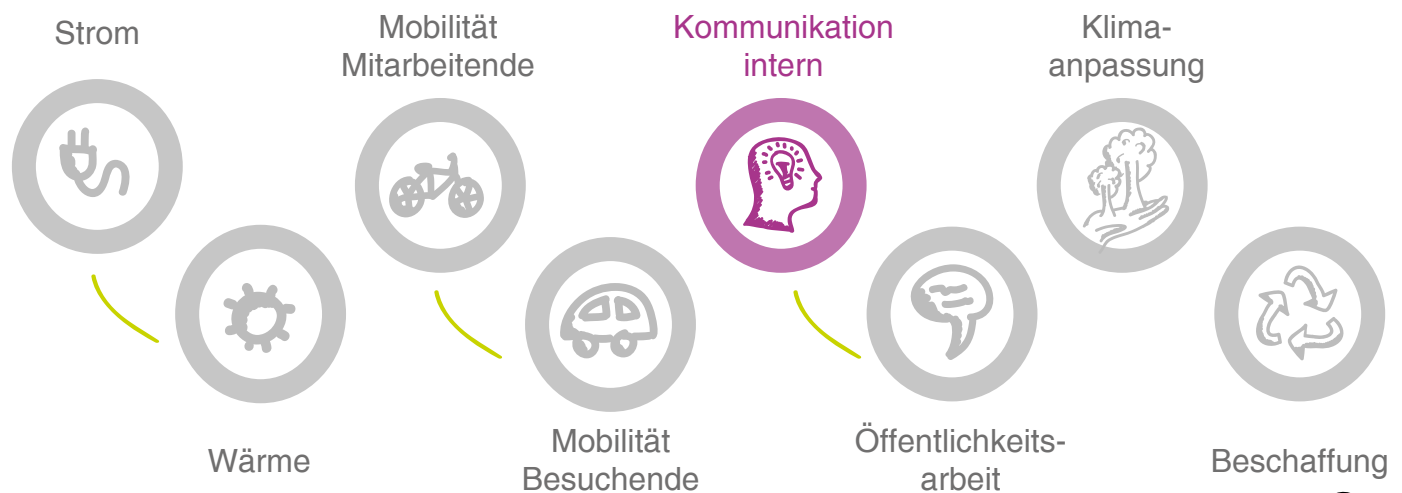 Strom
Mobilität
Mitarbeitende
Kommunikation
intern
Klima-
anpassung
Wärme
Mobilität
Besuchende
Öffentlichkeits-
arbeit
Beschaffung